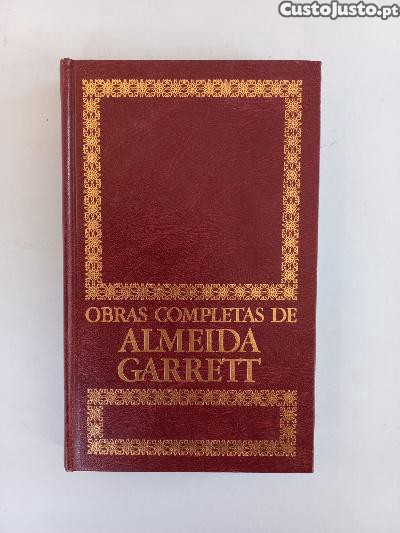 CustoJusto.pt
OBRAS COMPLETAS DE
ALMEIDA
GARRETT